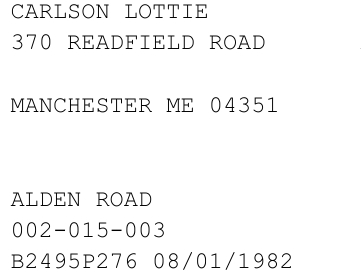 CARLSON LOTTIE
370 READFIELD ROAD
MANCHESTER ME 04351
ALDEN ROAD
002-015-003
B2495P276 08/01/1982